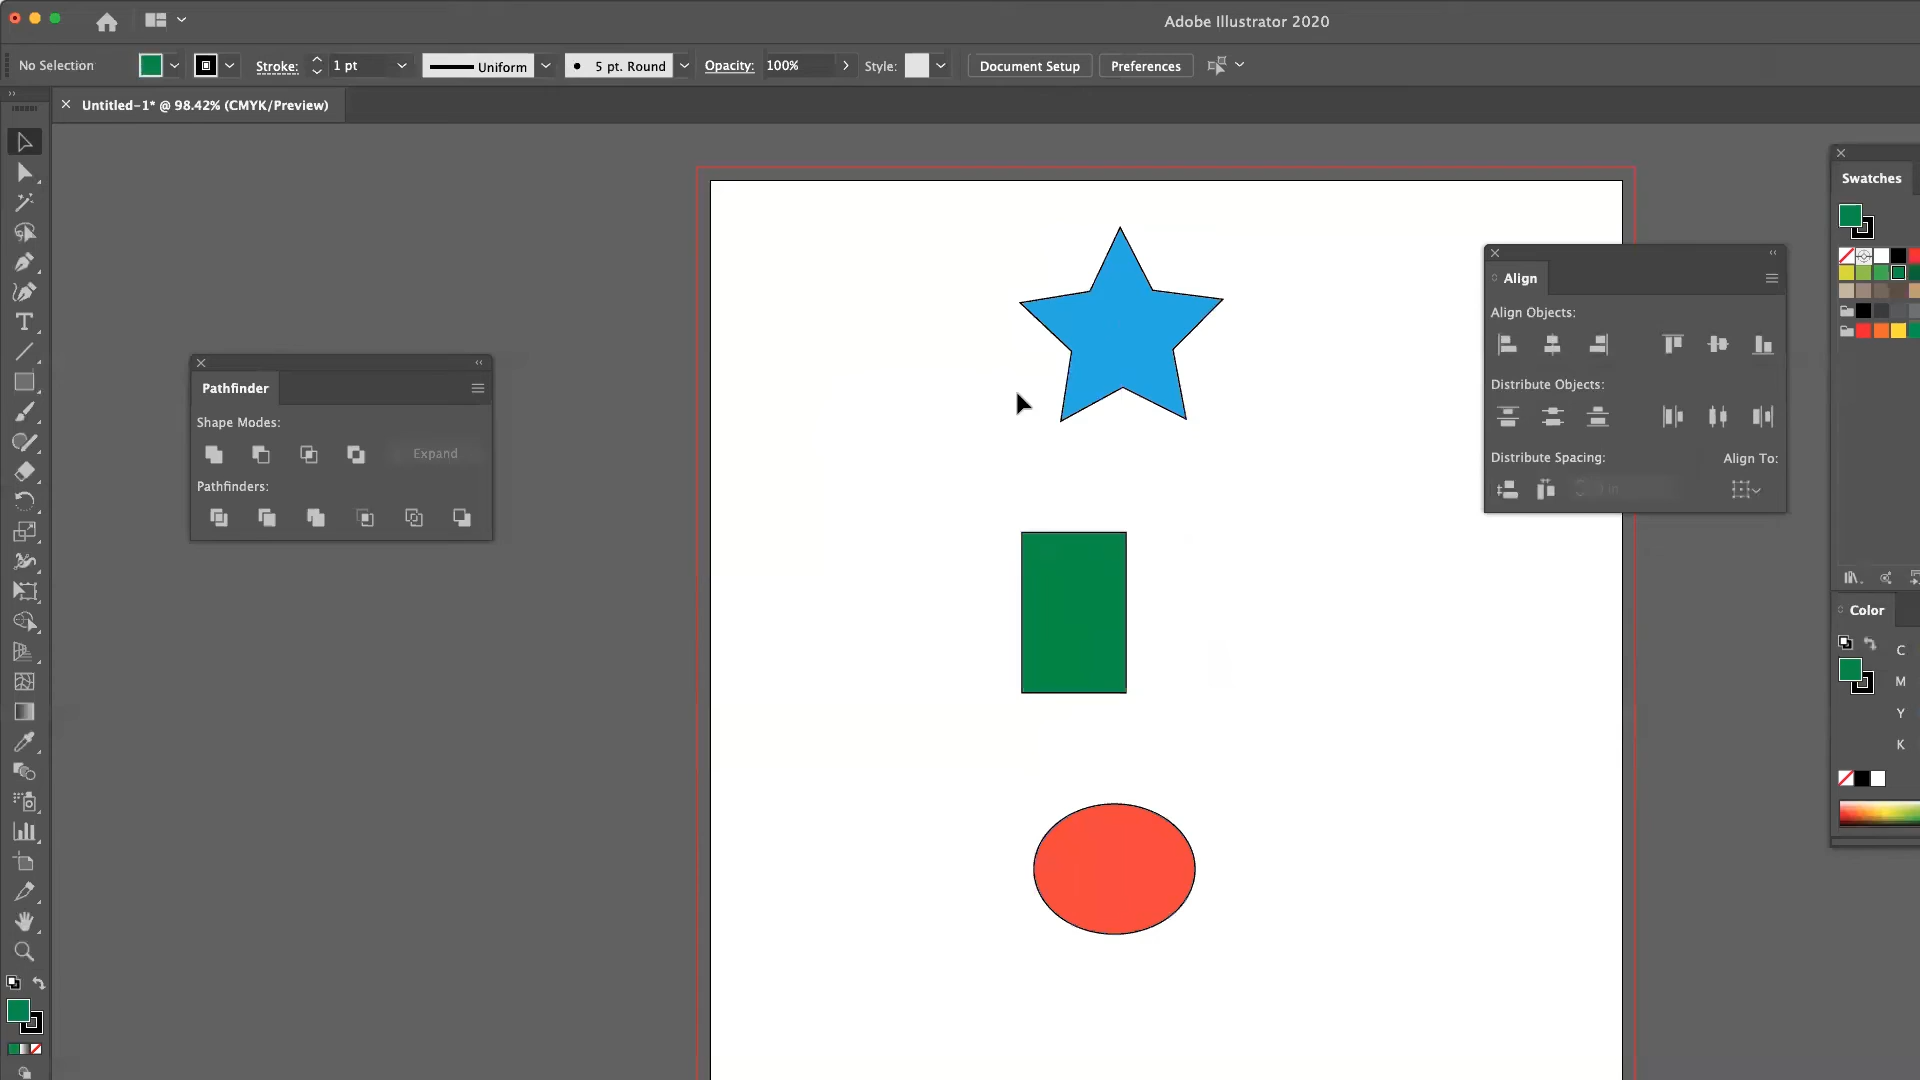 Adobe Illustrator 2020
No Selection
Stroke: 1 pt
Uniform
5 pt. Round
Opacity: 100%
Style:
Document Setup
Preferences
Untitled-1* @ 98.42% (CMYK/Preview)
Swatches
Align
Align Objects:
Distribute Objects:
Distribute Spacing:
Align To:
Pathfinder
Shape Modes:
Expand
Pathfinders:
Color
C
M
Y
K